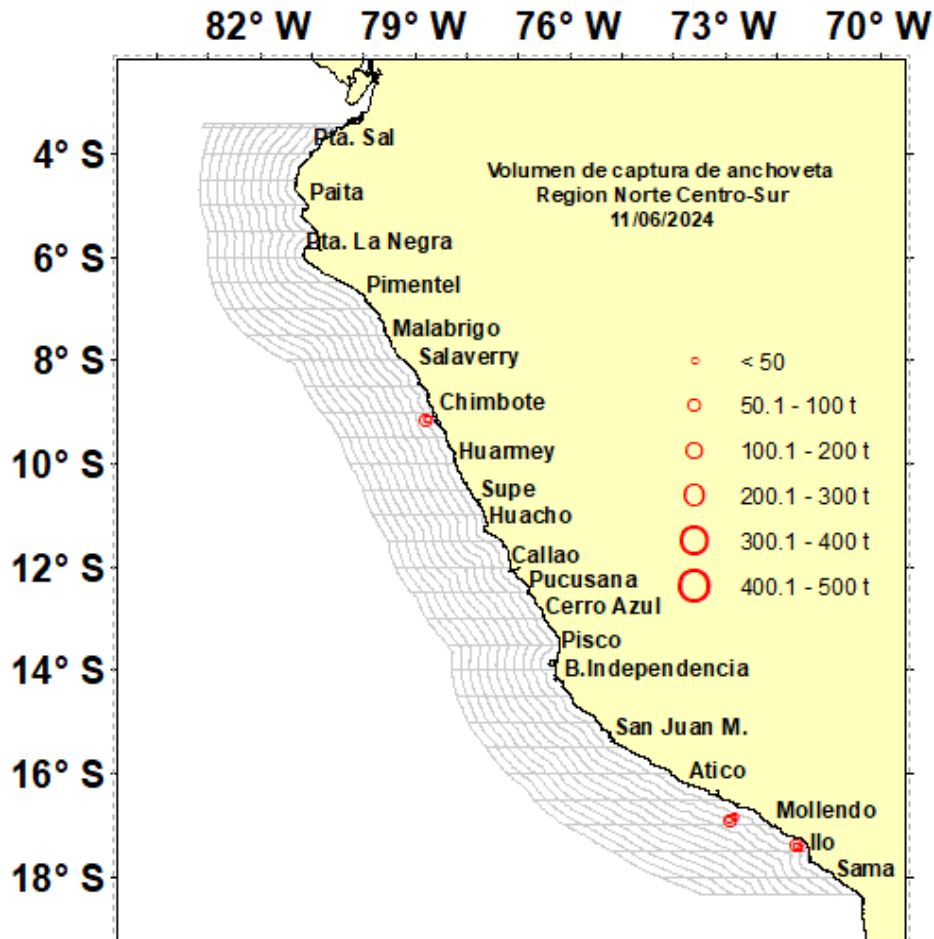 82° W 79° W 76° W 73° W 70° W
4° S
6° S
8° S
10° S
12° S
14° S
16° S
18° S
Volumen de captura de anchoveta
Region Norte Centro-Sur
11/06/2024
Pta. Sal
Paita
Pta. La Negra
Pimentel
Malabrigo
Salaverry
Chimbote
Huarmey
Supe
Huacho
Callao
Pucusana
Cerro Azul
Pisco
B.Independencia
San Juan M.
Atico
Mollendo
Ilo
Sama
< 50
50.1 - 100 t
100.1 - 200 t
200.1 - 300 t
300.1 - 400 t
400.1 - 500 t